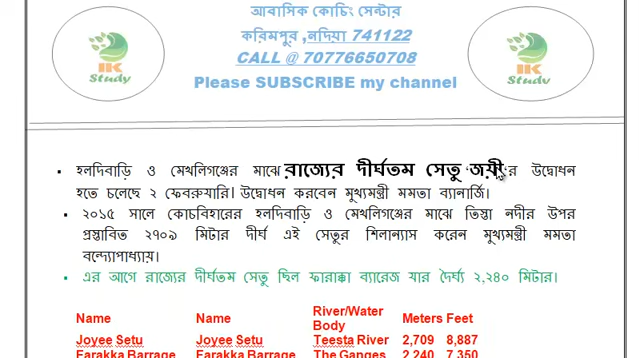 আবাসিক কোচিং সেন্টার
করিমপুর ,নদিয়া 741122
CALL @ 70776650708
Please SUBSCRIBE my channel
IIK
Study
IIK
Study
• হলদিবাড়ি ও মেখলিগঞ্জের মাঝে রাজ্যের দীর্ঘতম সেতু 'জয়ী'র উদ্বোধন
হতে চলেছে ২ ফেব্রুয়ারি। উদ্বোধন করবেন মুখ্যমন্ত্রী মমতা ব্যানার্জি।
• ২০১৫ সালে কোচবিহারের হলদিবাড়ি ও মেখলিগঞ্জের মাঝে তিস্তা নদীর উপর
প্রস্তাবিত ২৭০৯ মিটার দীর্ঘ এই সেতুর শিলান্যাস করেন মুখ্যমন্ত্রী মমতা
বন্দ্যোপাধ্যায়।
• এর আগে রাজ্যের দীর্ঘতম সেতু ছিল ফারাক্কা ব্যারেজ যার দৈর্ঘ্য ২,২৪০ মিটার।
Name Name River/Water Body Meters Feet
Joyee Setu Joyee Setu Teesta River 2,709 8,887
Farakka Barrage Farakka Barrage The Ganges 2,240 7,350